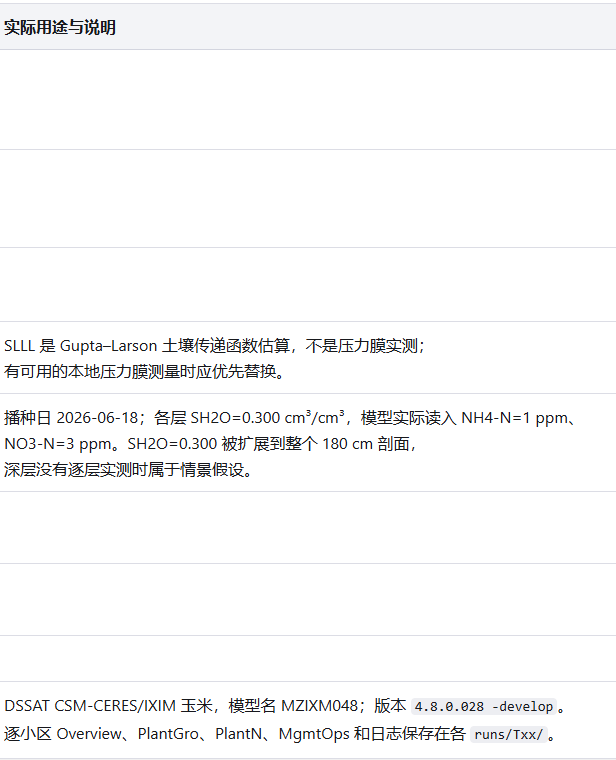 实际用途与说明
SLLL 是 Gupta–Larson 土壤传递函数估算，不是压力膜实测；
有可用的本地压力膜测量时应优先替换。
播种日 2026-06-18；各层 SH2O=0.300 cm³/cm³，模型实际读入 NH4-N=1 ppm、
NO3-N=3 ppm。SH2O=0.300 被扩展到整个 180 cm 剖面，
深层没有逐层实测时属于情景假设。
DSSAT CSM-CERES/IXIM 玉米，模型名 MZIXM048；版本 4.8.0.028 -develop。
逐小区 Overview、PlantGro、PlantN、MgmtOps 和日志保存在各 runs/Txx/。